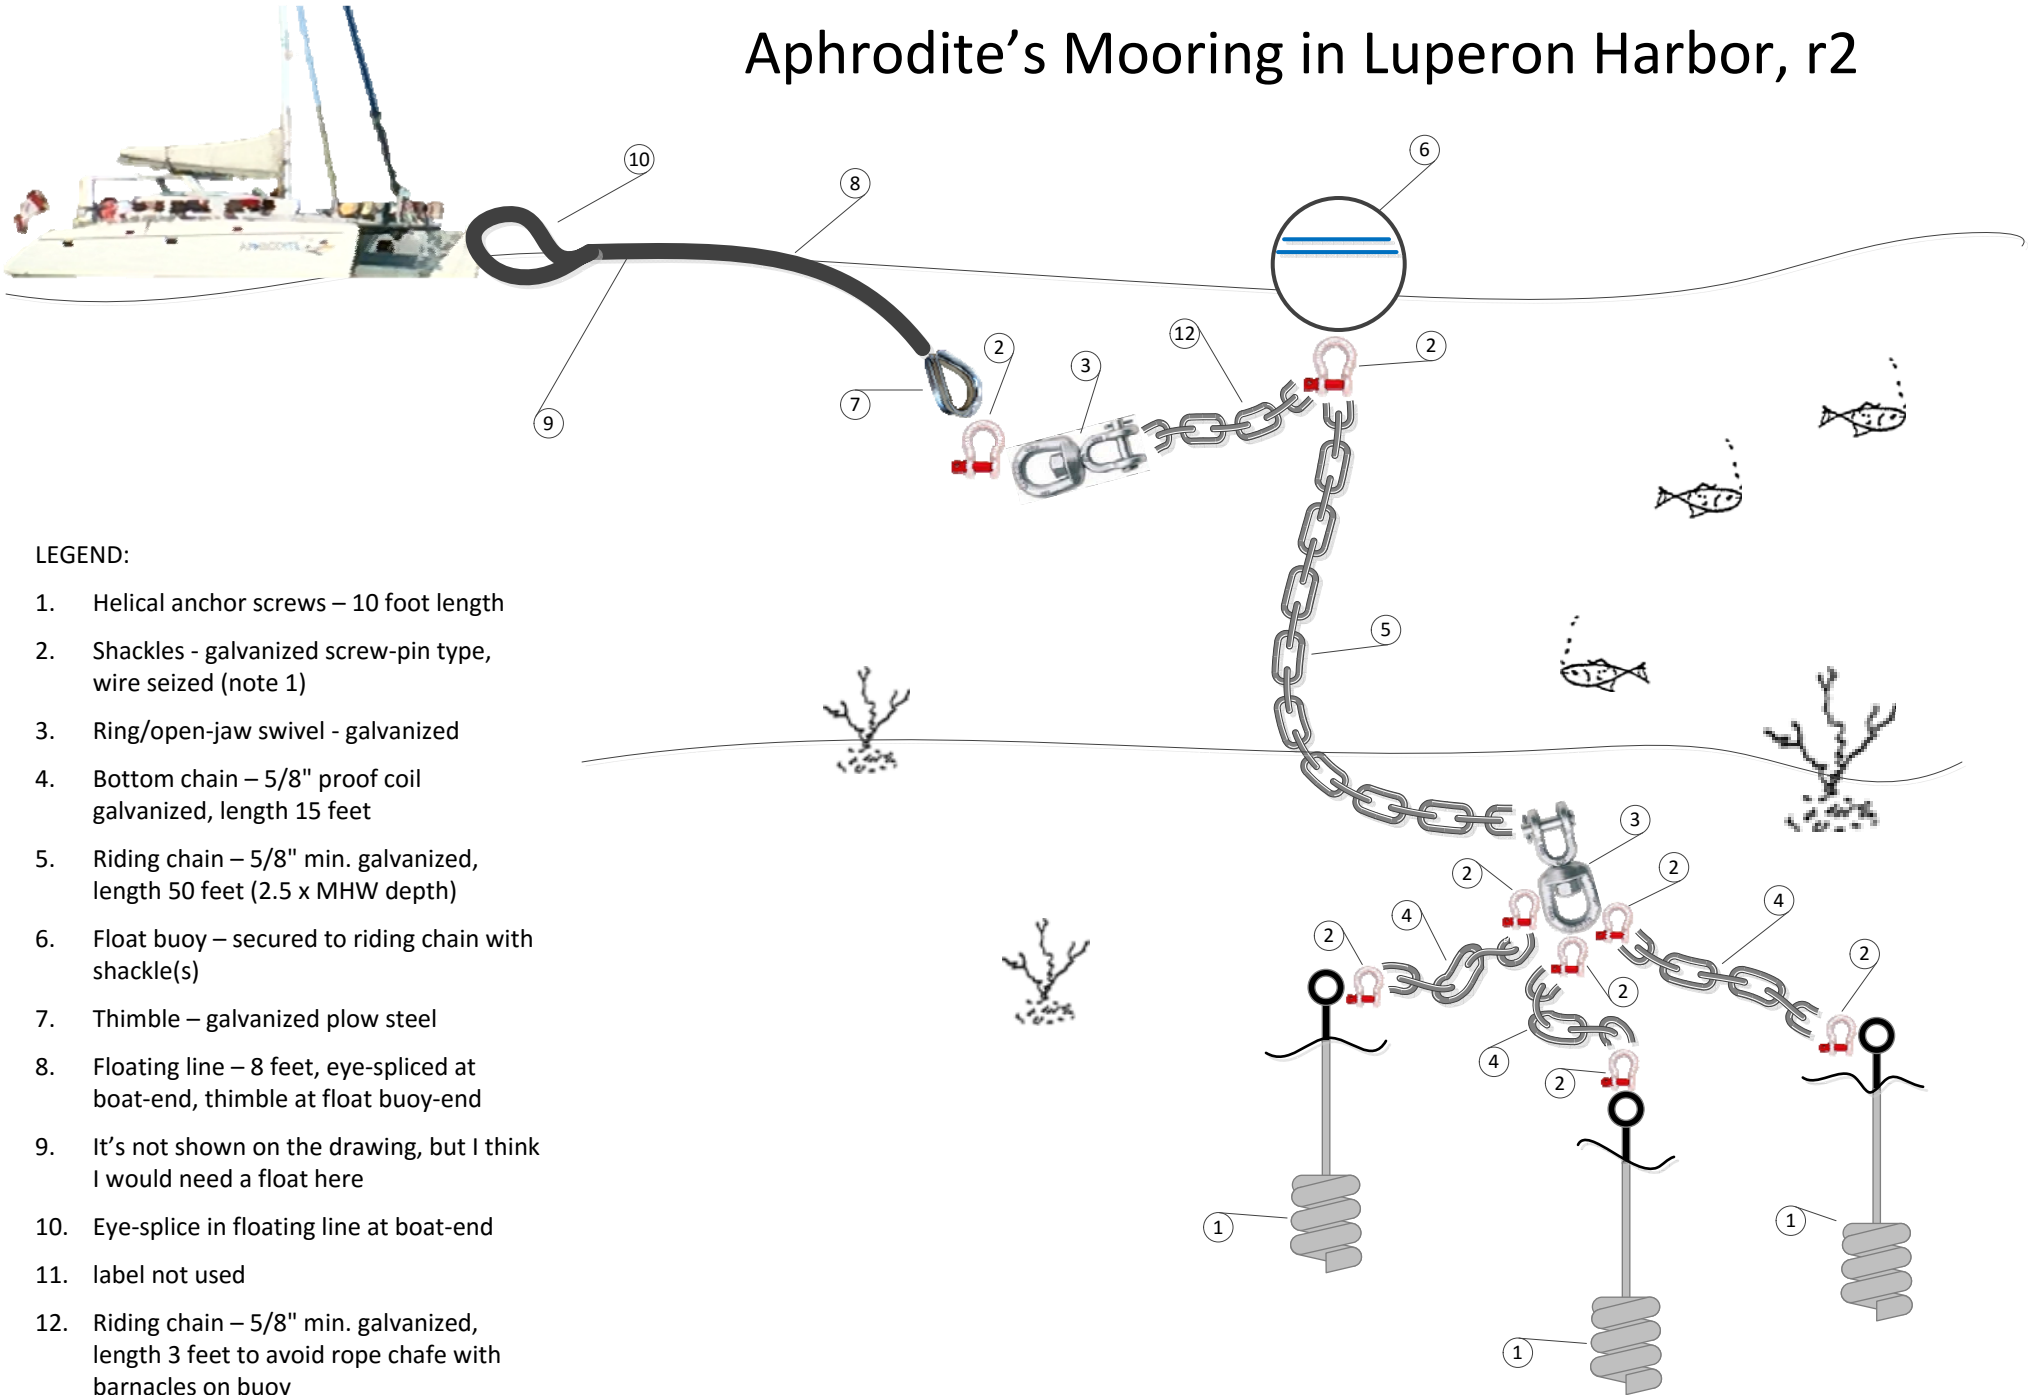 Aphrodite's Mooring in Luperon Harbor, r2
10
8
6
APHRODITE
12
2
2
3
7
9
5
LEGEND:
1. Helical anchor screws – 10 foot length
2. Shackles - galvanized screw-pin type,
wire seized (note 1)
3. Ring/open-jaw swivel - galvanized
4. Bottom chain – 5/8" proof coil
galvanized, length 15 feet
5. Riding chain – 5/8" min. galvanized,
length 50 feet (2.5 x MHW depth)
6. Float buoy – secured to riding chain with
shackle(s)
7. Thimble – galvanized plow steel
8. Floating line – 8 feet, eye-spliced at
boat-end, thimble at float buoy-end
9. It's not shown on the drawing, but I think
I would need a float here
10. Eye-splice in floating line at boat-end
11. label not used
12. Riding chain – 5/8" min. galvanized,
length 3 feet to avoid rope chafe with
barnacles on buoy
3
2
2
4
4
2
2
2
4
2
1
1
1